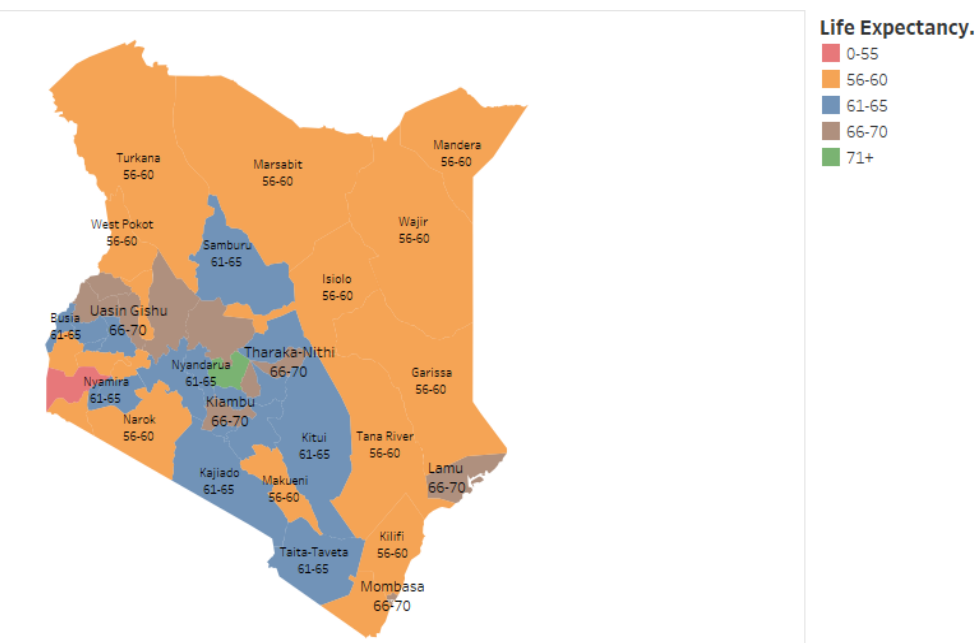 Life Expectancy.
0-55
56-60
61-65
66-70
71+
Mandera
56-60
Turkana
56-60
Marsabit
56-60
West Pokot
56-60
Wajir
56-60
Samburu
61-65
Isiolo
56-60
Uasin Gishu
66-70
Busia
61-65
Tharaka-Nithi
66-70
Nyandarua
61-65
Garissa
56-60
Nyamira
61-65
Kiambu
66-70
Narok
56-60
Kitui
61-65
Tana River
56-60
Lamu
66-70
Kajiado
61-65
Makueni
56-60
Kilifi
56-60
Taita-Taveta
61-65
Mombasa
66-70